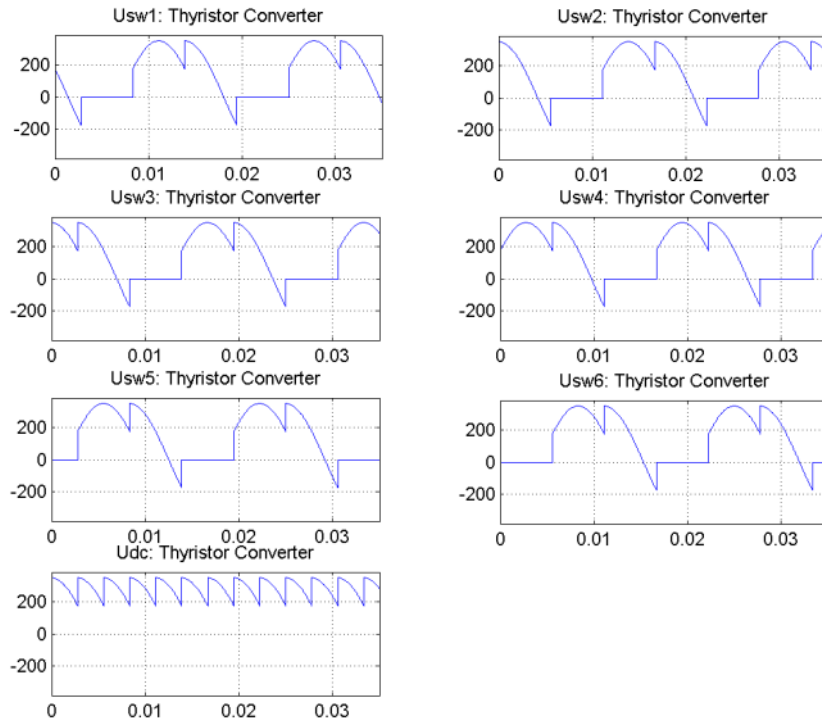 Usw1: Thyristor Converter
200
0
-200
0 0.01 0.02 0.03
Usw2: Thyristor Converter
200
0
-200
0 0.01 0.02 0.03
Usw3: Thyristor Converter
200
0
-200
0 0.01 0.02 0.03
Usw4: Thyristor Converter
200
0
-200
0 0.01 0.02 0.03
Usw5: Thyristor Converter
200
0
-200
0 0.01 0.02 0.03
Usw6: Thyristor Converter
200
0
-200
0 0.01 0.02 0.03
Udc: Thyristor Converter
200
0
-200
0 0.01 0.02 0.03